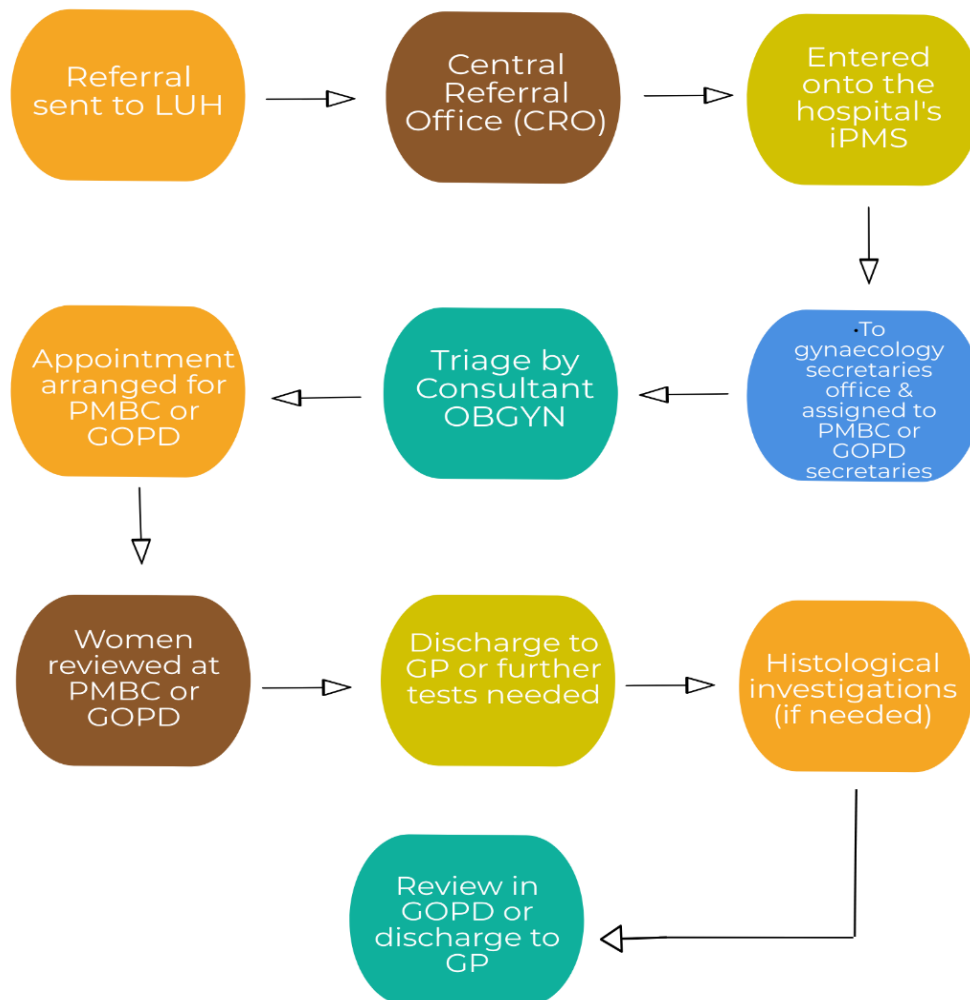 Referral
sent to LUH
Central
Referral
Office (CRO)
Entered
onto the
hospital's
iPMS
·To
gynaecology
secretaries
office &
assigned to
PMBC or
GOPD
secretaries
Triage by
Consultant
OBGYN
Appointment
arranged for
PMBC or
GOPD
Women
reviewed at
PMBC or
GOPD
Discharge to
GP or further
tests needed
Histological
investigations
(if needed)
Review in
GOPD or
discharge to
GP